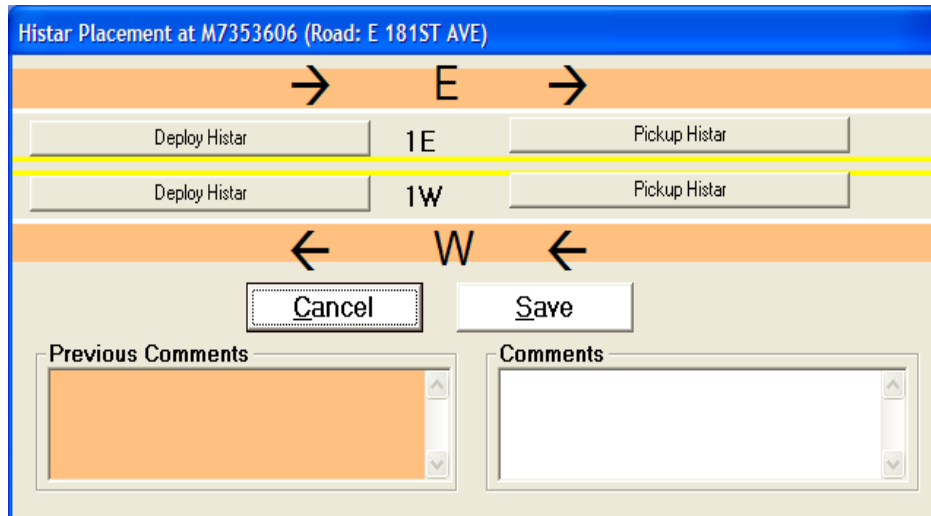 Histar Placement at M7353606 (Road: E 181ST AVE)
→ E →
Deploy Histar 1E Pickup Histar
Deploy Histar 1W Pickup Histar
← W ←
Cancel Save
Previous Comments Comments